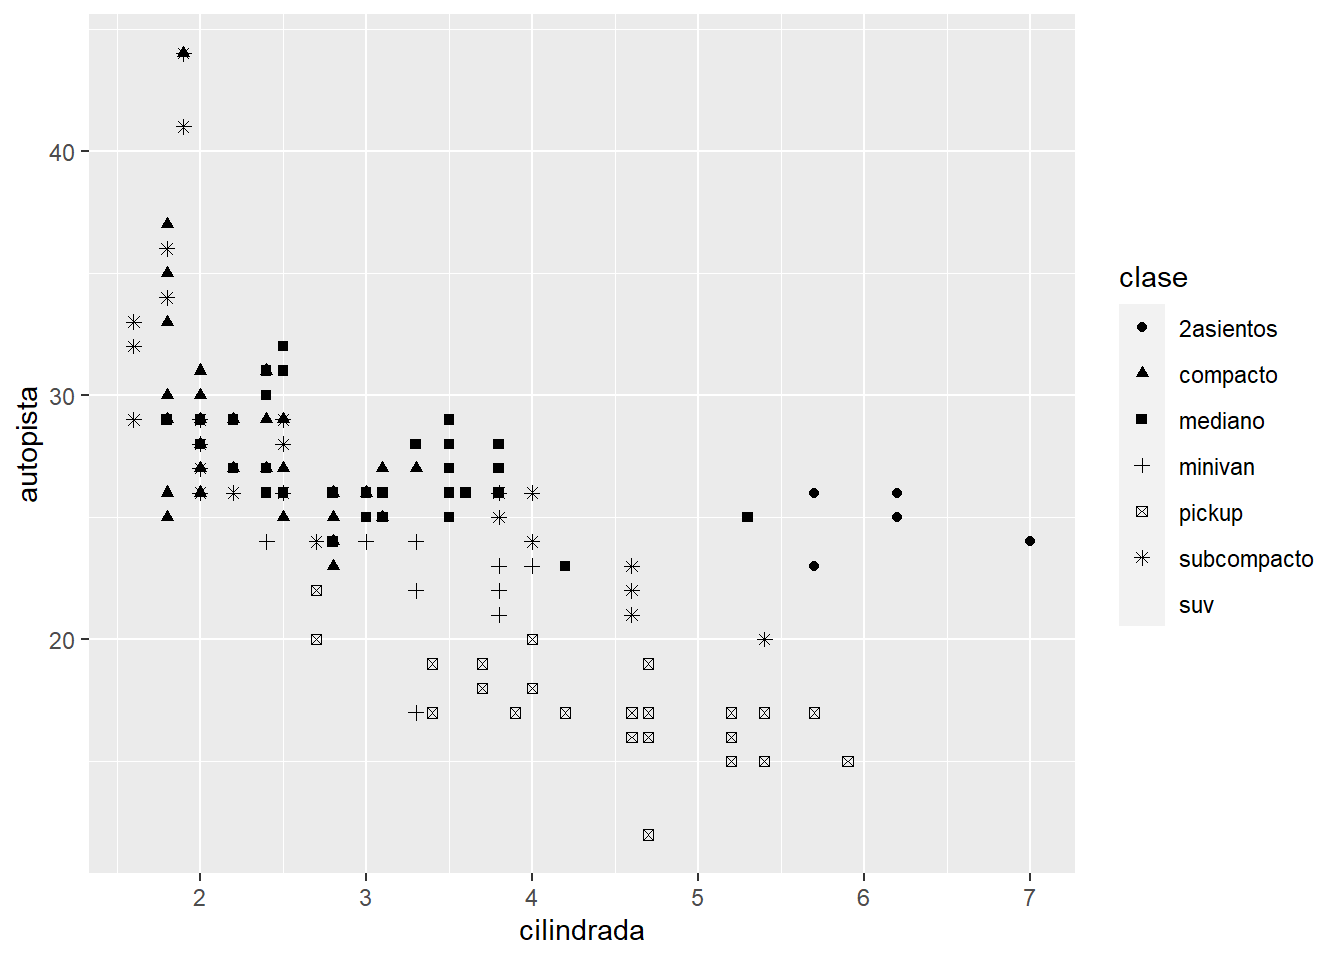 autopista
40
30
20
2
3
4
5
6
7
cilindrada
clase
2asientos
compacto
mediano
minivan
pickup
subcompacto
suv